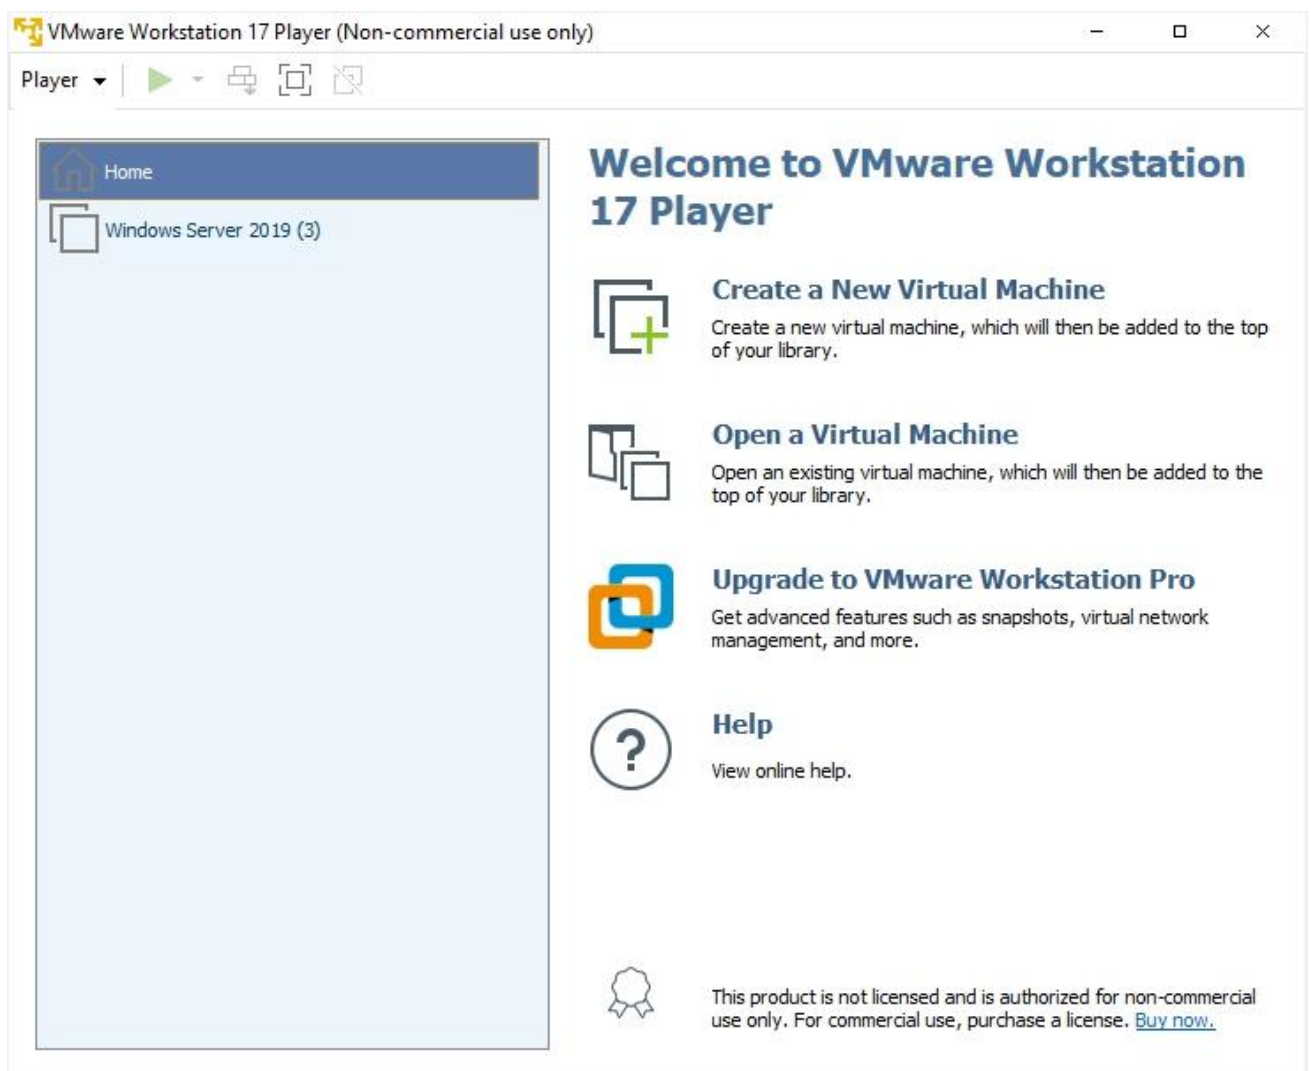 VMware Workstation 17 Player (Non-commercial use only)
Player
Home
Windows Server 2019 (3)
Welcome to VMware Workstation
17 Player
Create a New Virtual Machine
Create a new virtual machine, which will then be added to the top
of your library.
Open a Virtual Machine
Open an existing virtual machine, which will then be added to the
top of your library.
Upgrade to VMware Workstation Pro
Get advanced features such as snapshots, virtual network
management, and more.
?
Help
View online help.
This product is not licensed and is authorized for non-commercial
use only. For commercial use, purchase a license. Buy now.